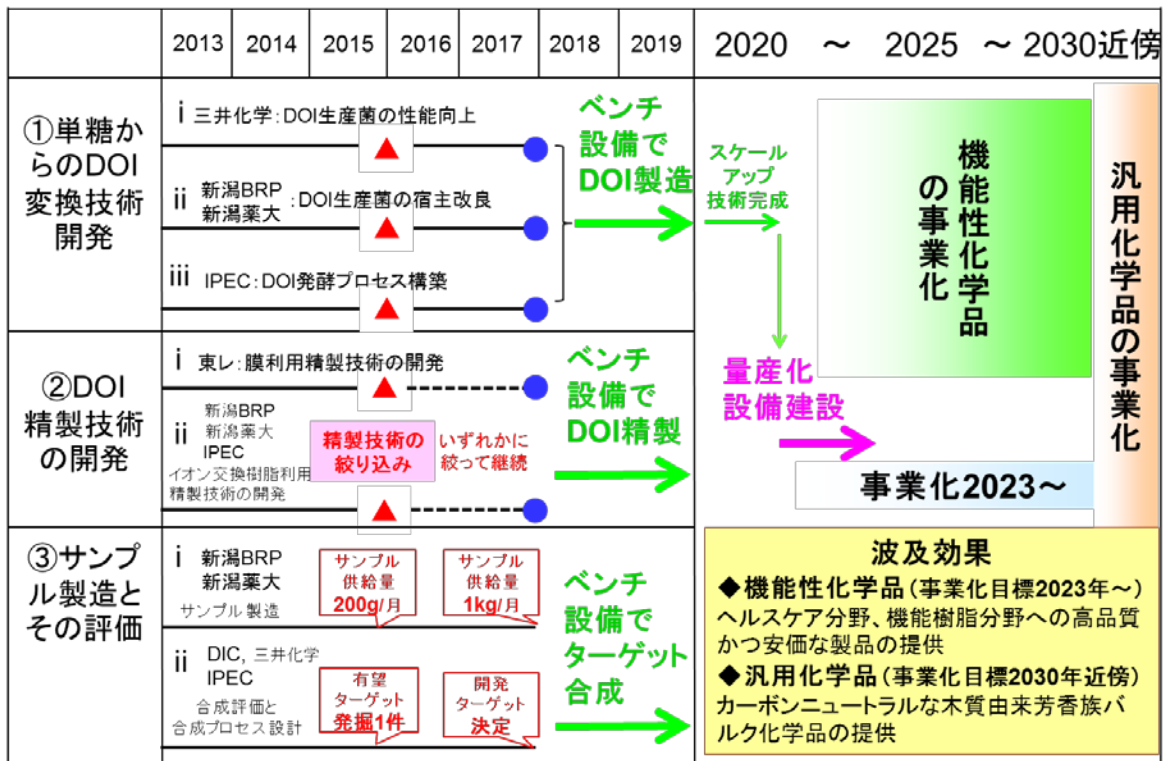 2013 2014 2015 2016 2017 2018 2019 2020 ～ 2025 ～ 2030近傍
①単糖か
らのDOI
変換技術
開発
i 三井化学：DOI生産菌の性能向上
ii 新潟BRP
新潟薬大：DOI生産菌の宿主改良
iii IPEC：DOI発酵プロセス構築
ベンチ
設備で
DOI製造
スケール
アップ
技術完成
機能性化学品
の事業化
汎用化学品の事業化
②DOI
精製技術
の開発
i 東レ：膜利用精製技術の開発
ii 新潟BRP
新潟薬大
IPEC
イオン交換樹脂利用
精製技術の開発
精製技術の
絞り込み
いずれかに
絞って継続
ベンチ
設備で
DOI精製
量産化
設備建設
事業化2023～
③サンプ
ル製造と
その評価
i 新潟BRP
新潟薬大
サンプル製造
サンプル
供給量
200g/月
サンプル
供給量
1kg/月
ii DIC, 三井化学
IPEC
合成評価と
合成プロセス設計
有望
ターゲット
発掘1件
開発
ターゲット
決定
ベンチ
設備で
ターゲット
合成
波及効果
◆機能性化学品（事業化目標2023年～）
ヘルスケア分野、機能樹脂分野への高品質
かつ安価な製品の提供
◆汎用化学品（事業化目標2030年近傍）
カーボンニュートラルな木質由来芳香族バ
ルク化学品の提供